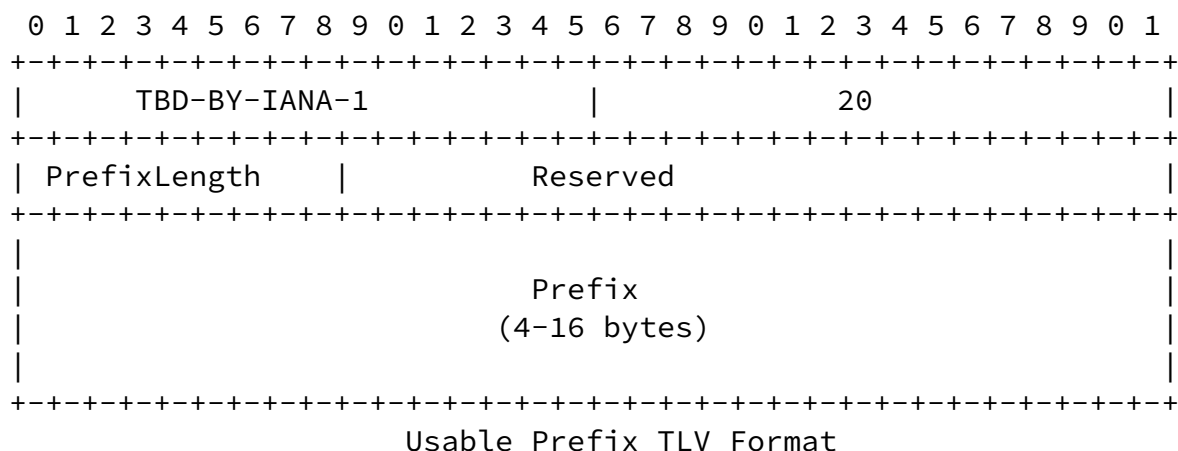 0 1 2 3 4 5 6 7 8 9 0 1 2 3 4 5 6 7 8 9 0 1 2 3 4 5 6 7 8 9 0 1
+-+-+-+-+-+-+-+-+-+-+-+-+-+-+-+-+-+-+-+-+-+-+-+-+-+-+-+-+-+-+-+-+
|      TBD-BY-IANA-1            |             20                |
+-+-+-+-+-+-+-+-+-+-+-+-+-+-+-+-+-+-+-+-+-+-+-+-+-+-+-+-+-+-+-+-+
| PrefixLength    |          Reserved                           |
+-+-+-+-+-+-+-+-+-+-+-+-+-+-+-+-+-+-+-+-+-+-+-+-+-+-+-+-+-+-+-+-+
|                                                               |
|                            Prefix                             |
|                          (4-16 bytes)                         |
|                                                               |
+-+-+-+-+-+-+-+-+-+-+-+-+-+-+-+-+-+-+-+-+-+-+-+-+-+-+-+-+-+-+-+-+
                     Usable Prefix TLV Format